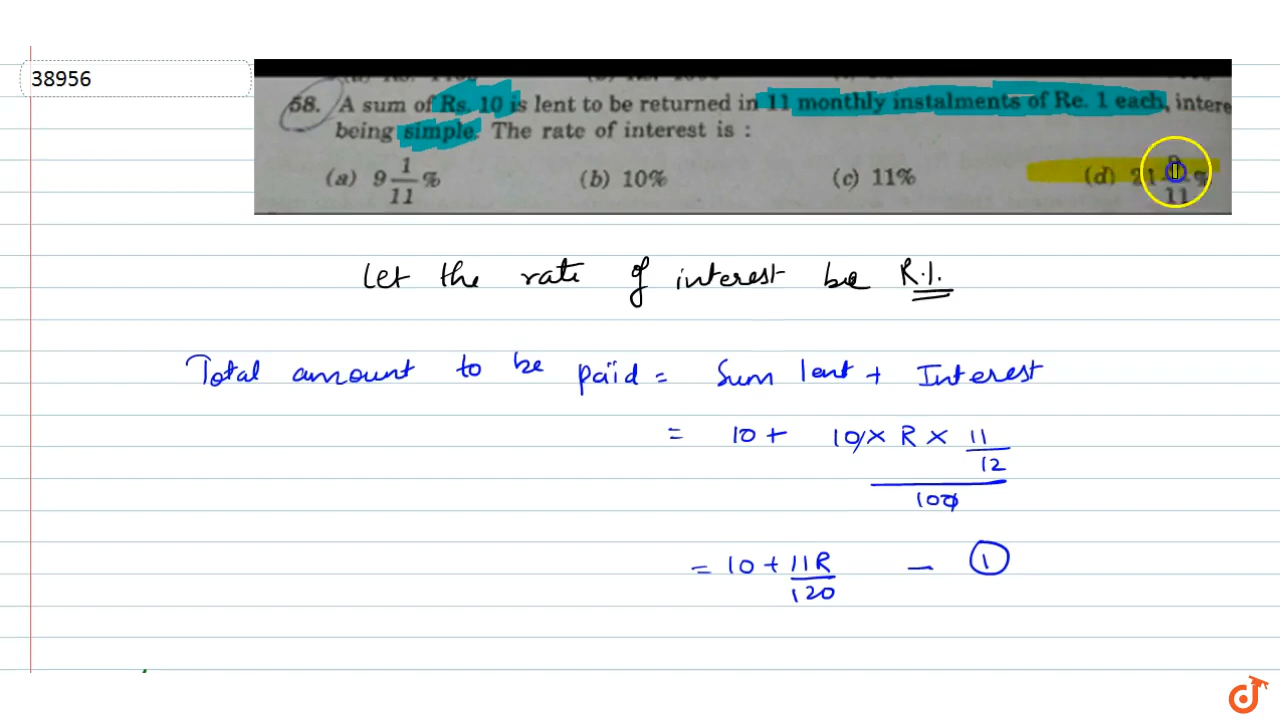 38956
58. A sum of Rs. 10 is lent to be returned in 11 monthly instalments of Re. 1 each, intere
being simple. The rate of interest is :
(a) 9 1/11 % (b) 10% (c) 11% (d) 21 /11 %
Let the rate of interest be R.I.
Total amount to be paid = Sum lent + Interest
= 10 + 10 × R × 11/12
100
= 10 + 11R/120 - 1